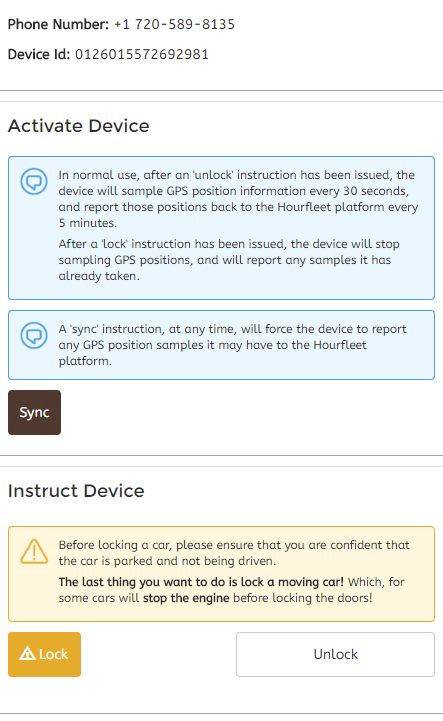 Phone Number: +1 720-589-8135
Device Id: 0126015572692981
Activate Device
In normal use, after an 'unlock' instruction has been issued, the
device will sample GPS position information every 30 seconds,
and report those positions back to the Hourfleet platform every
5 minutes.
After a 'lock' instruction has been issued, the device will stop
sampling GPS positions, and will report any samples it has
already taken.
A 'sync' instruction, at any time, will force the device to report
any GPS position samples it may have to the Hourfleet
platform.
Sync
Instruct Device
Before locking a car, please ensure that you are confident that
the car is parked and not being driven.
The last thing you want to do is lock a moving car! Which, for
some cars will stop the engine before locking the doors!
Lock
Unlock